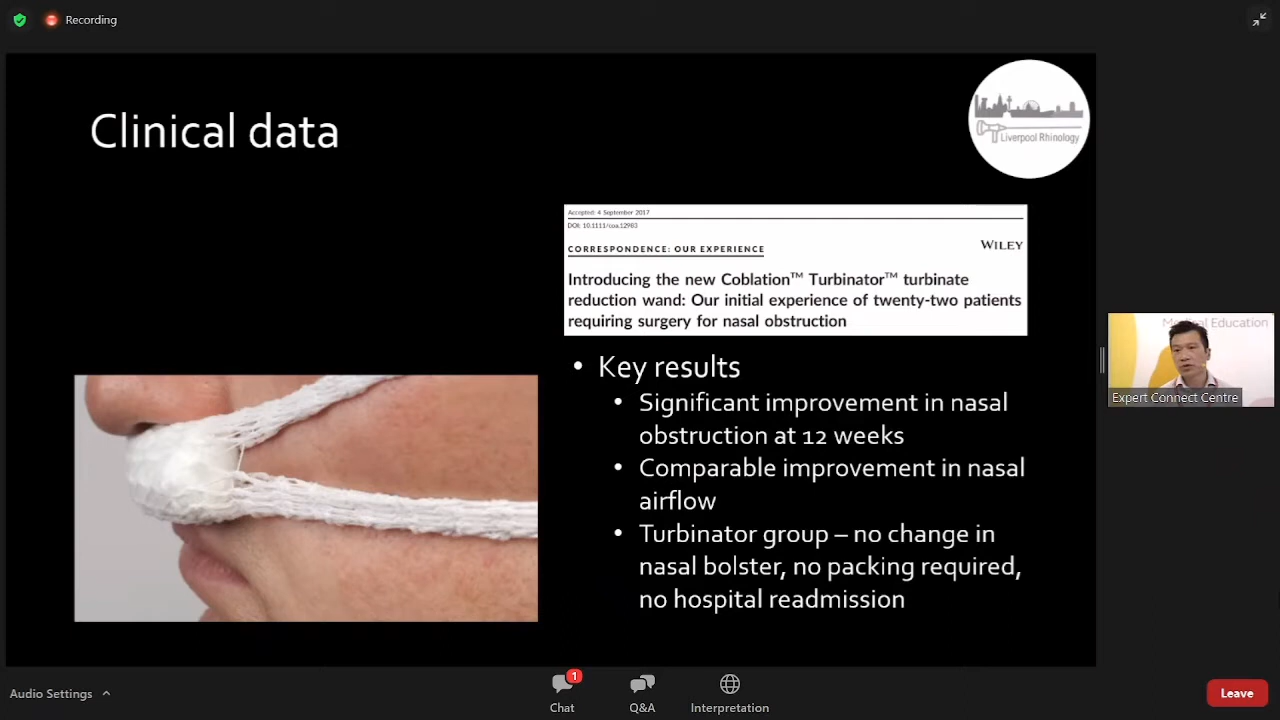 Recording
Clinical data
Liverpool Rhinology
Accepted: 4 September 2017
DOI: 10.1111/coa.12983
CORRESPONDENCE: OUR EXPERIENCE
WILEY
Introducing the new Coblation™ Turbinator™ turbinate
reduction wand: Our initial experience of twenty-two patients
requiring surgery for nasal obstruction
• Key results
• Significant improvement in nasal
obstruction at 12 weeks
• Comparable improvement in nasal
airflow
• Turbinator group – no change in
nasal bolster, no packing required,
no hospital readmission
Education
Expert Connect Centre
Audio Settings
1
Chat
Q&A
Interpretation
Leave